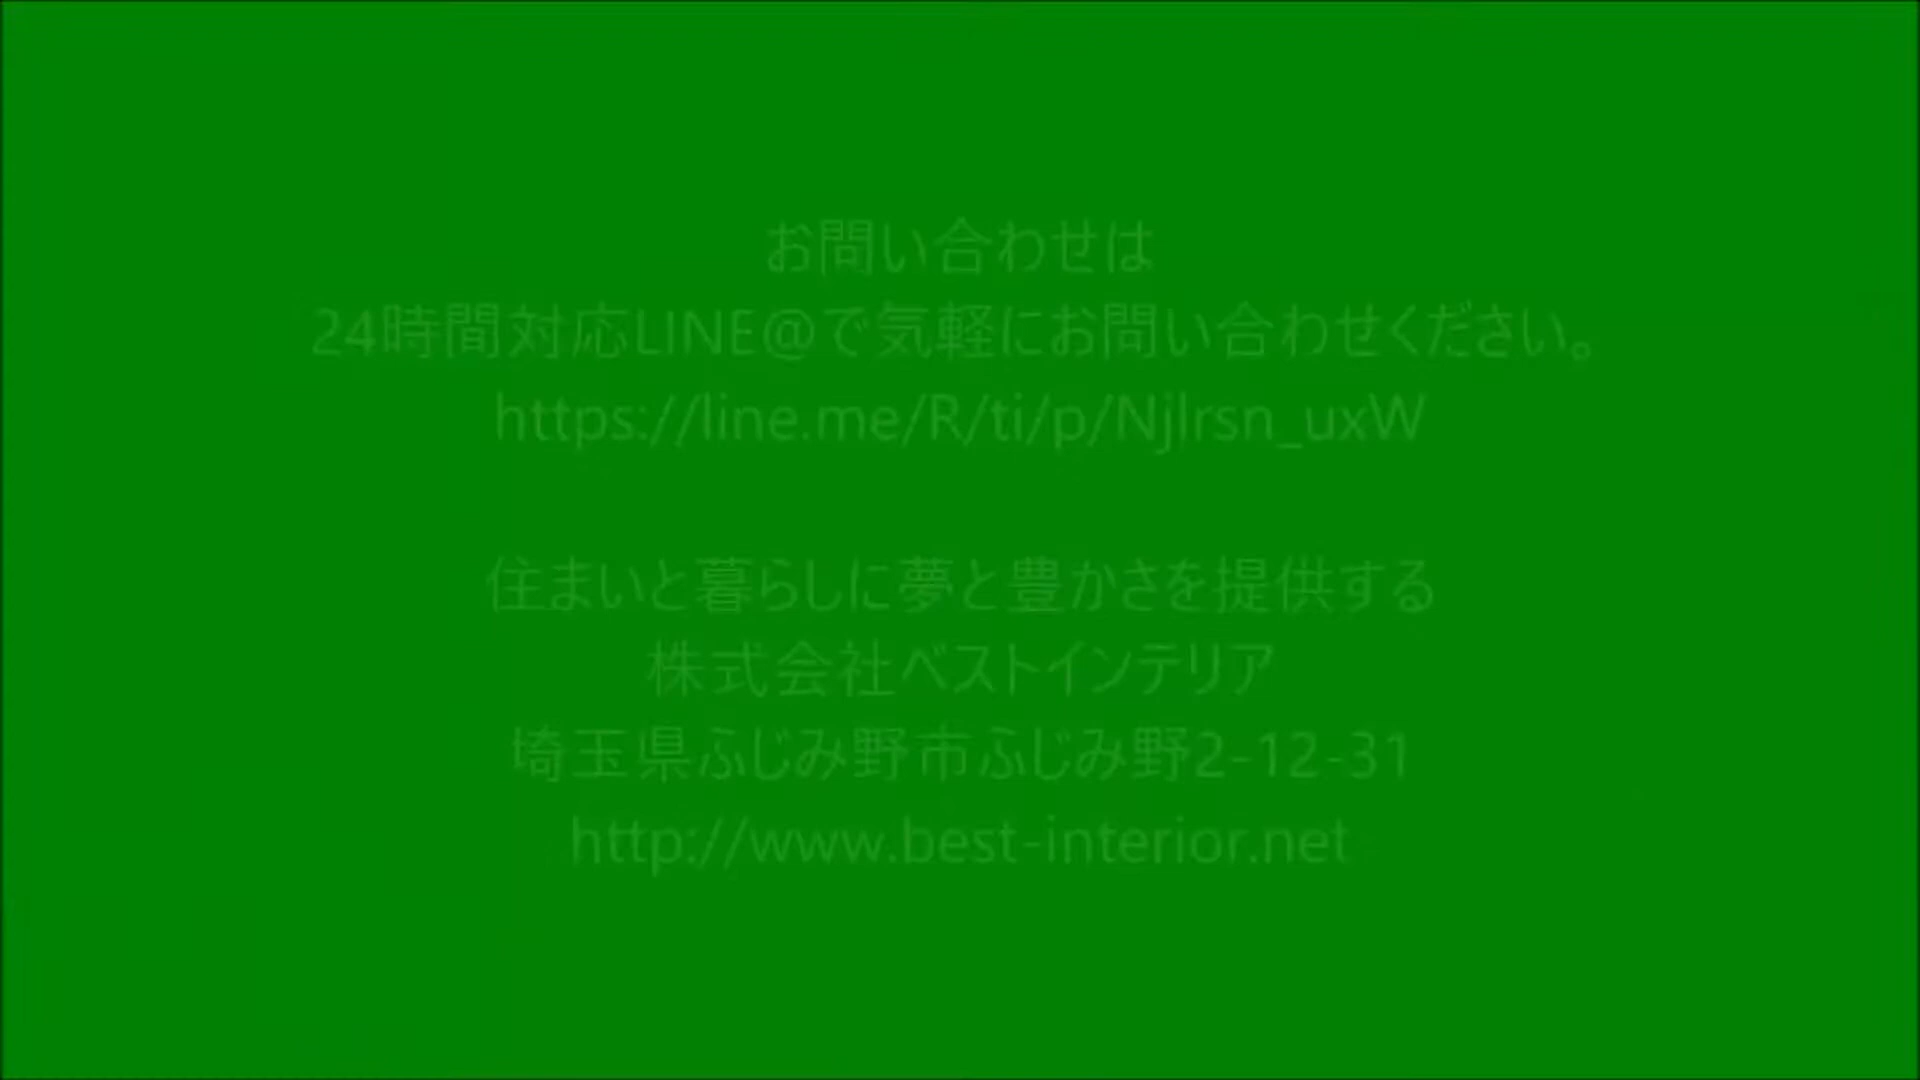 お問い合わせは
24時間対応LINE@で気軽にお問い合わせください。
https://line.me/R/ti/p/Njlrsn_uxW

住まいと暮らしに夢と豊かさを提供する
株式会社ベストインテリア
埼玉県ふじみ野市ふじみ野2-12-31
http://www.best-interior.net